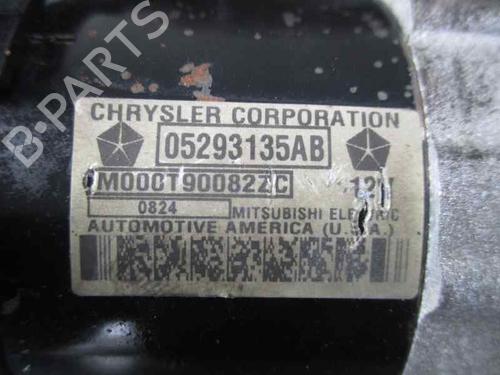 B-PARTS
CHRYSLER CORPORATION
05293135AB
M000T90082ZC 12V
0824 MITSUBISHI ELECTRIC
AUTOMOTIVE AMERICA (U.S.A.)